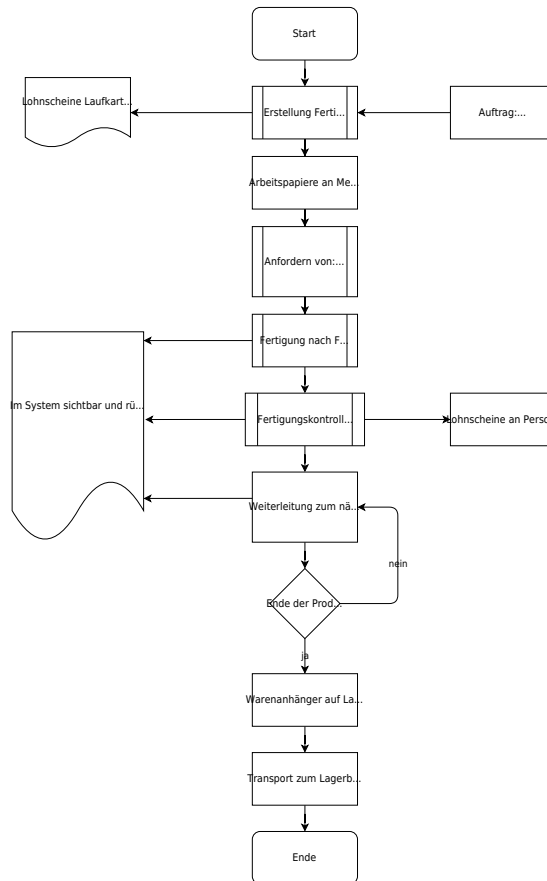 Start
Lohnscheine Laufkart...
Erstellung Ferti...
Auftrag:...
Arbeitspapiere an Me...
Anfordern von:...
Fertigung nach F...
Im System sichtbar und rü...
Fertigungskontroll...
Lohnscheine an Perso
Weiterleitung zum nä...
nein
Ende der Prod...
ja
Warenanhänger auf La...
Transport zum Lagerb...
Ende